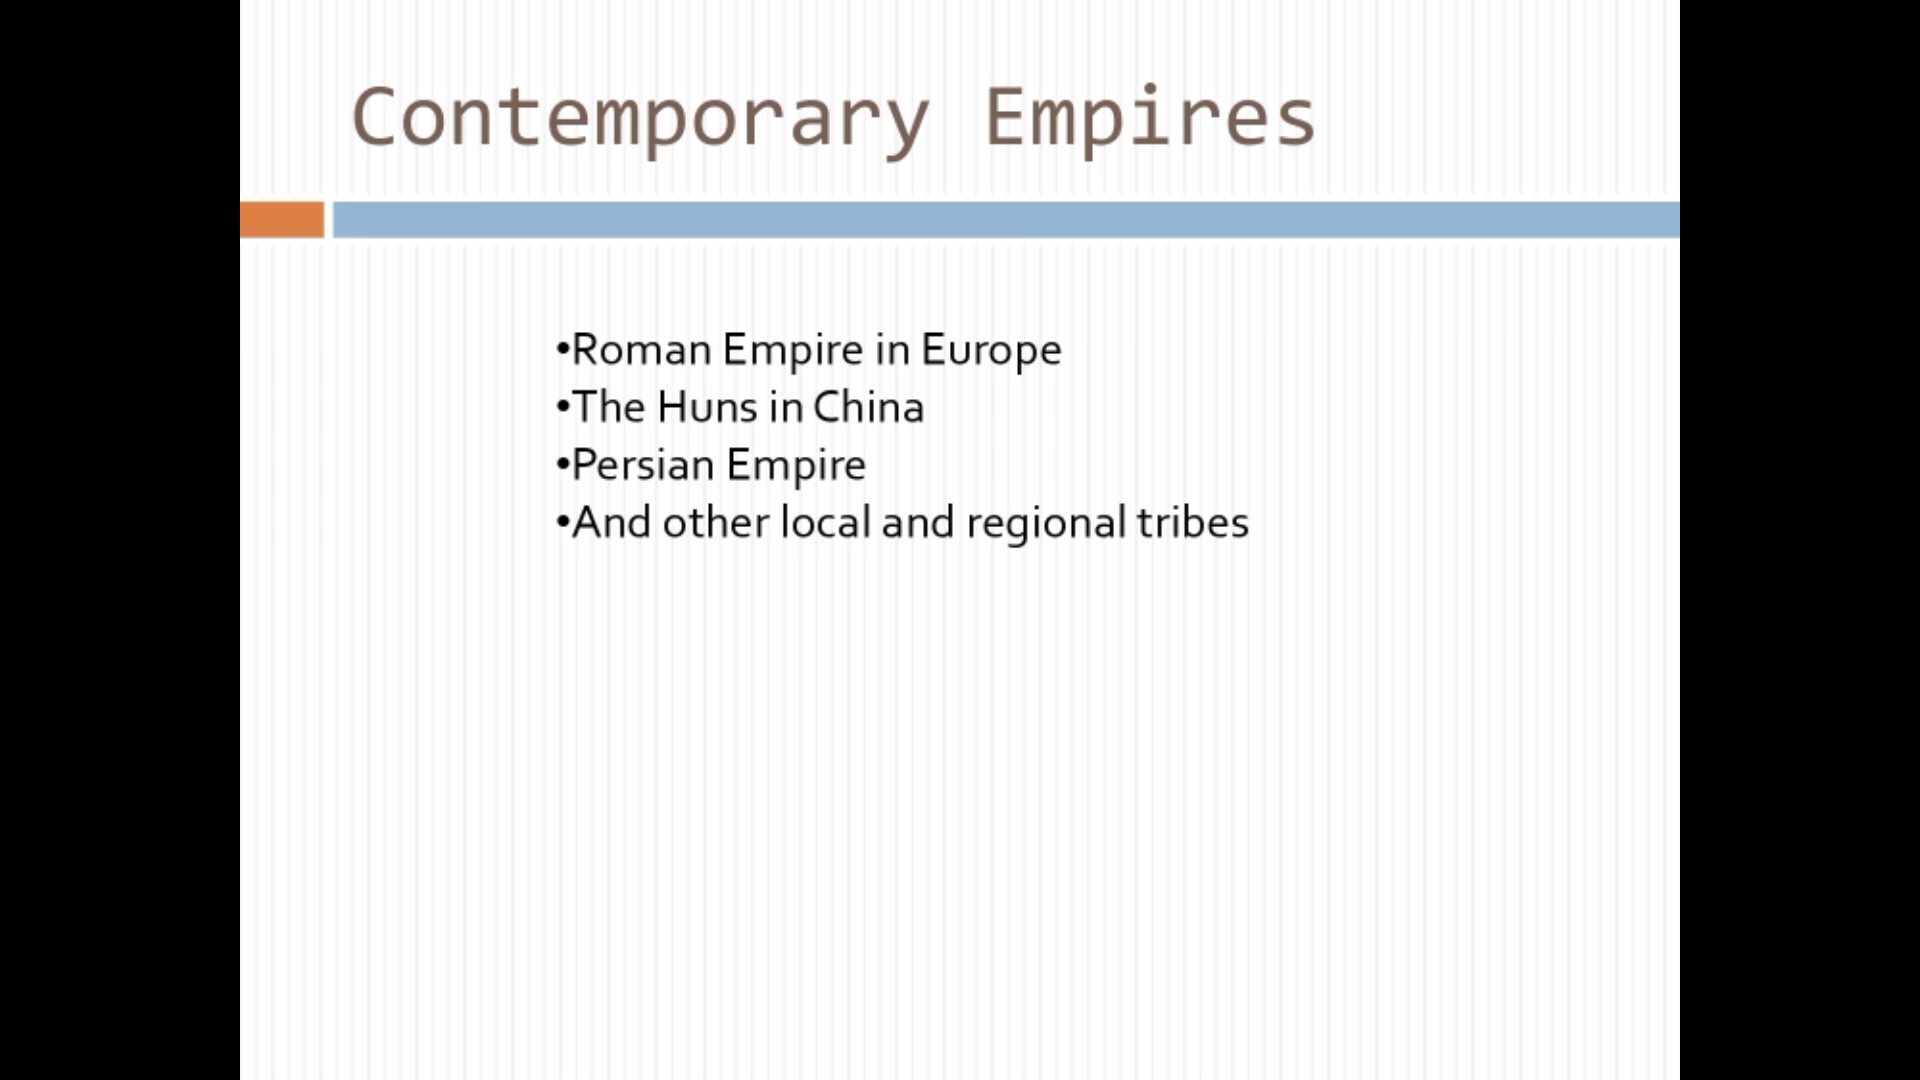 Contemporary Empires
•Roman Empire in Europe
•The Huns in China
•Persian Empire
•And other local and regional tribes